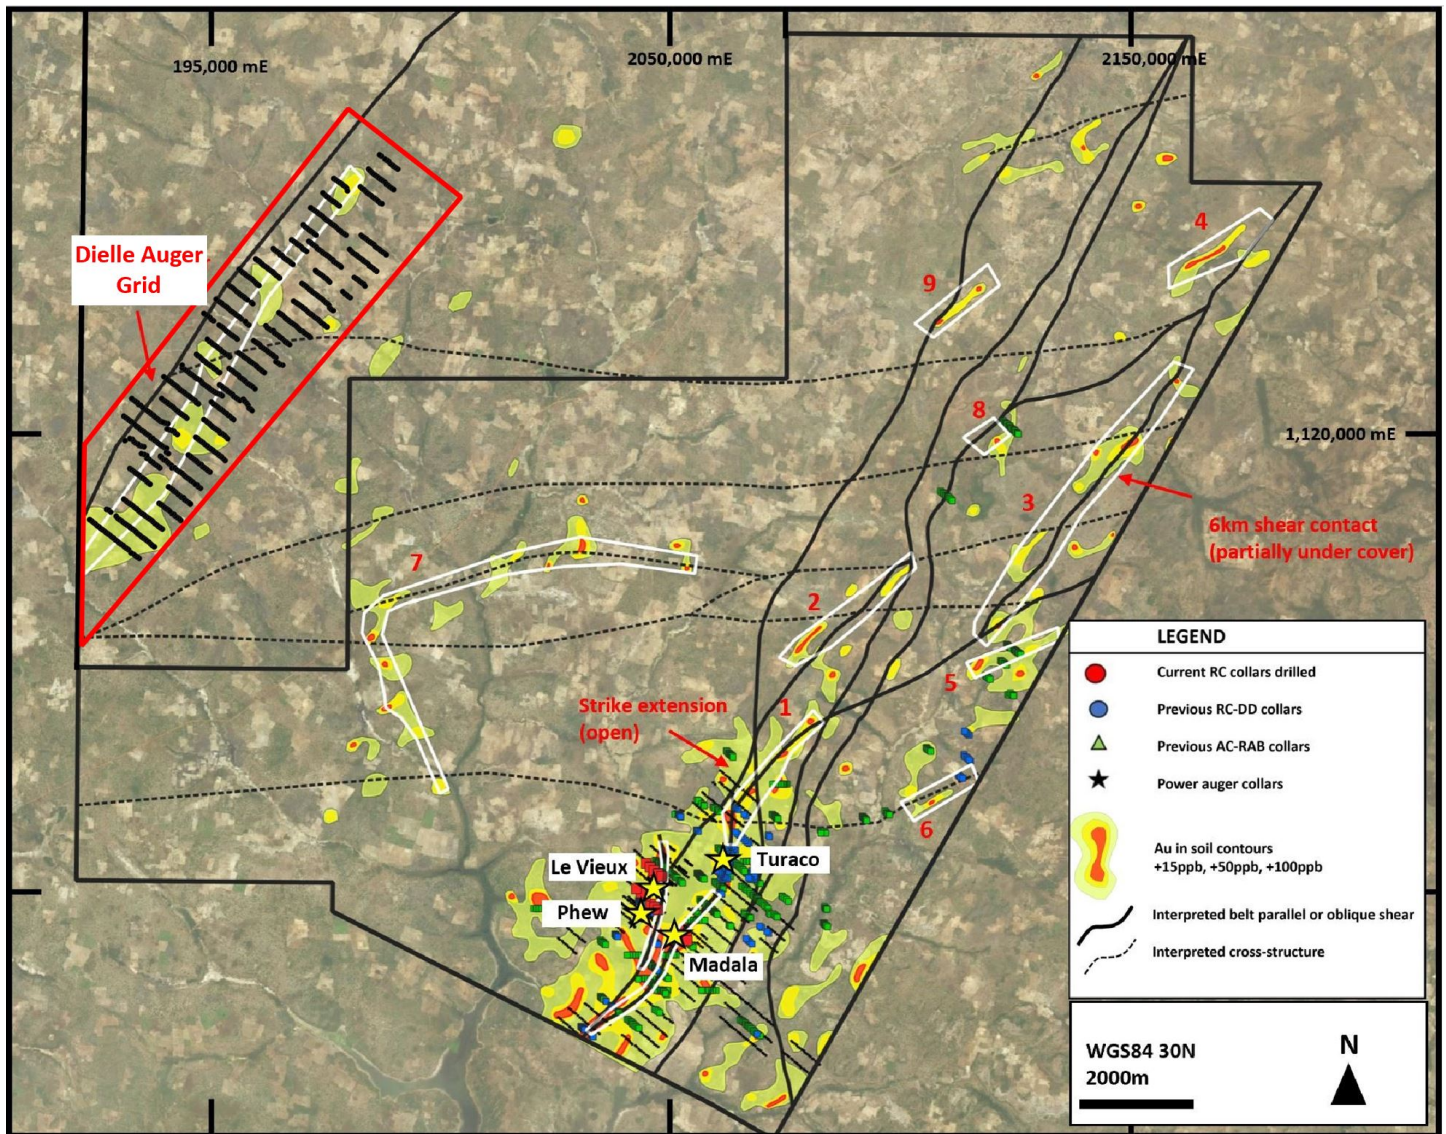 195,000 mE
2050,000 mE
2150,000 mE
Dielle Auger
Grid
4
9
8
1,120,000 mE
3
6km shear contact
(partially under cover)
7
2
5
Strike extension
(open)
1
6
Le Vieux
Turaco
Phew
Madala
LEGEND
Current RC collars drilled
Previous RC-DD collars
Previous AC-RAB collars
Power auger collars
Au in soil contours
+15ppb, +50ppb, +100ppb
Interpreted belt parallel or oblique shear
Interpreted cross-structure
WGS84 30N
2000m
N